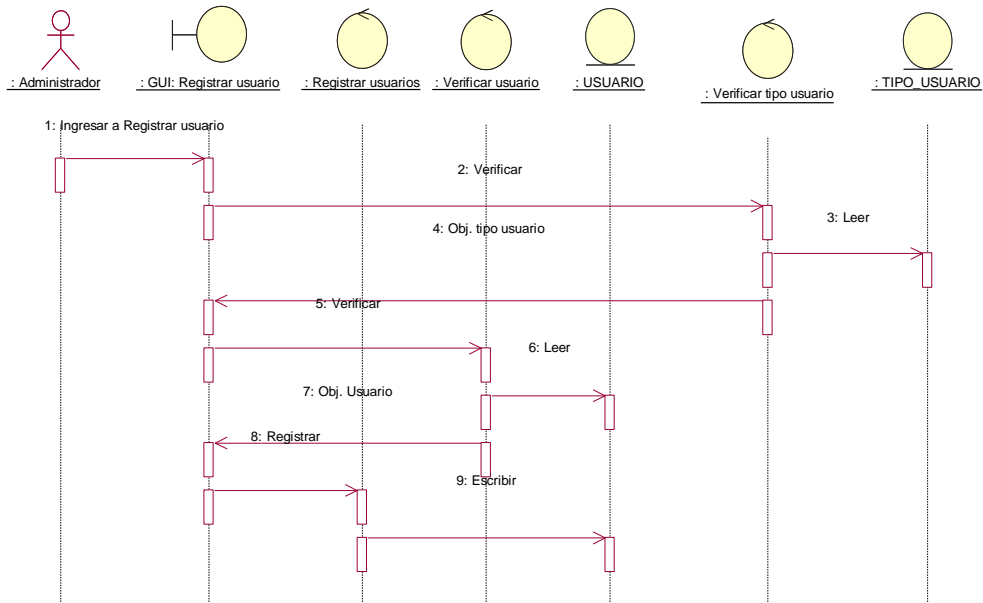 : Administrador
: GUI: Registrar usuario
: Registrar usuarios
: Verificar usuario
: USUARIO
: Verificar tipo usuario
: TIPO_USUARIO
1: Ingresar a Registrar usuario
2: Verificar
3: Leer
4: Obj. tipo usuario
5: Verificar
6: Leer
7: Obj. Usuario
8: Registrar
9: Escribir